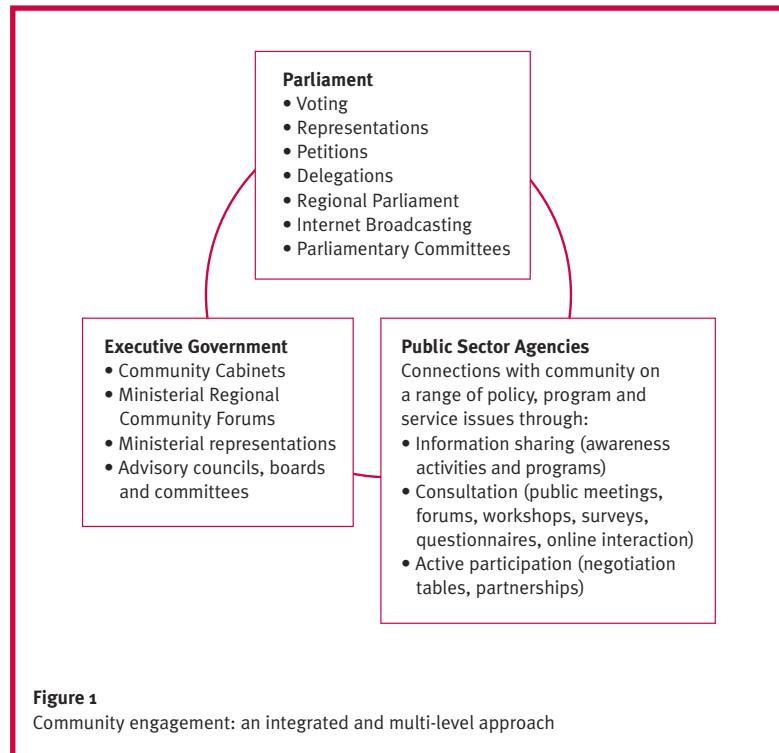 Parliament
• Voting
• Representations
• Petitions
• Delegations
• Regional Parliament
• Internet Broadcasting
• Parliamentary Committees
Executive Government
• Community Cabinets
• Ministerial Regional
Community Forums
• Ministerial representations
• Advisory councils, boards
and committees
Public Sector Agencies
Connections with community on
a range of policy, program and
service issues through:
• Information sharing (awareness
activities and programs)
• Consultation (public meetings,
forums, workshops, surveys,
questionnaires, online interaction)
• Active participation (negotiation
tables, partnerships)
Figure 1
Community engagement: an integrated and multi-level approach